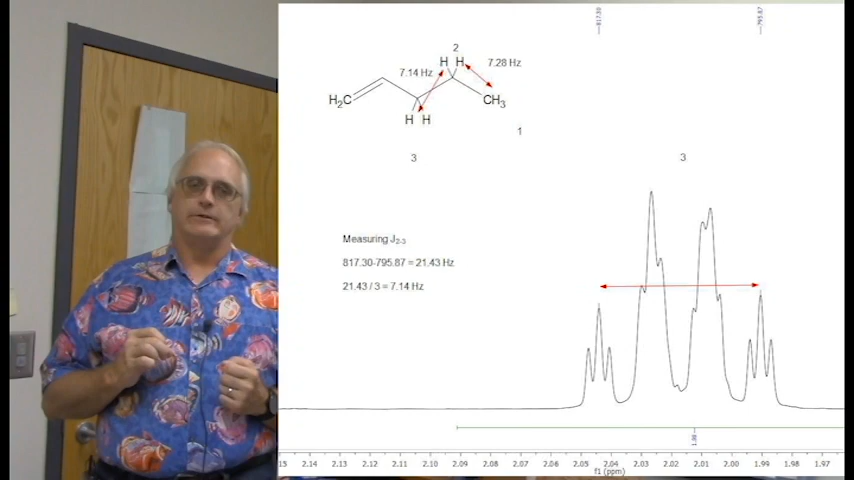 817.30
795.87
2
H H
7.14 Hz
7.28 Hz
H₂C
CH₃
H H
1
3
3
Measuring J₂₋₃
817.30-795.87 = 21.43 Hz
21.43 / 3 = 7.14 Hz
.15 2.14 2.13 2.12 2.11 2.10 2.09 2.08 2.07 2.06 2.05 2.04 2.03 2.02 2.01 2.00 1.99 1.98 1.97
f1 (ppm)